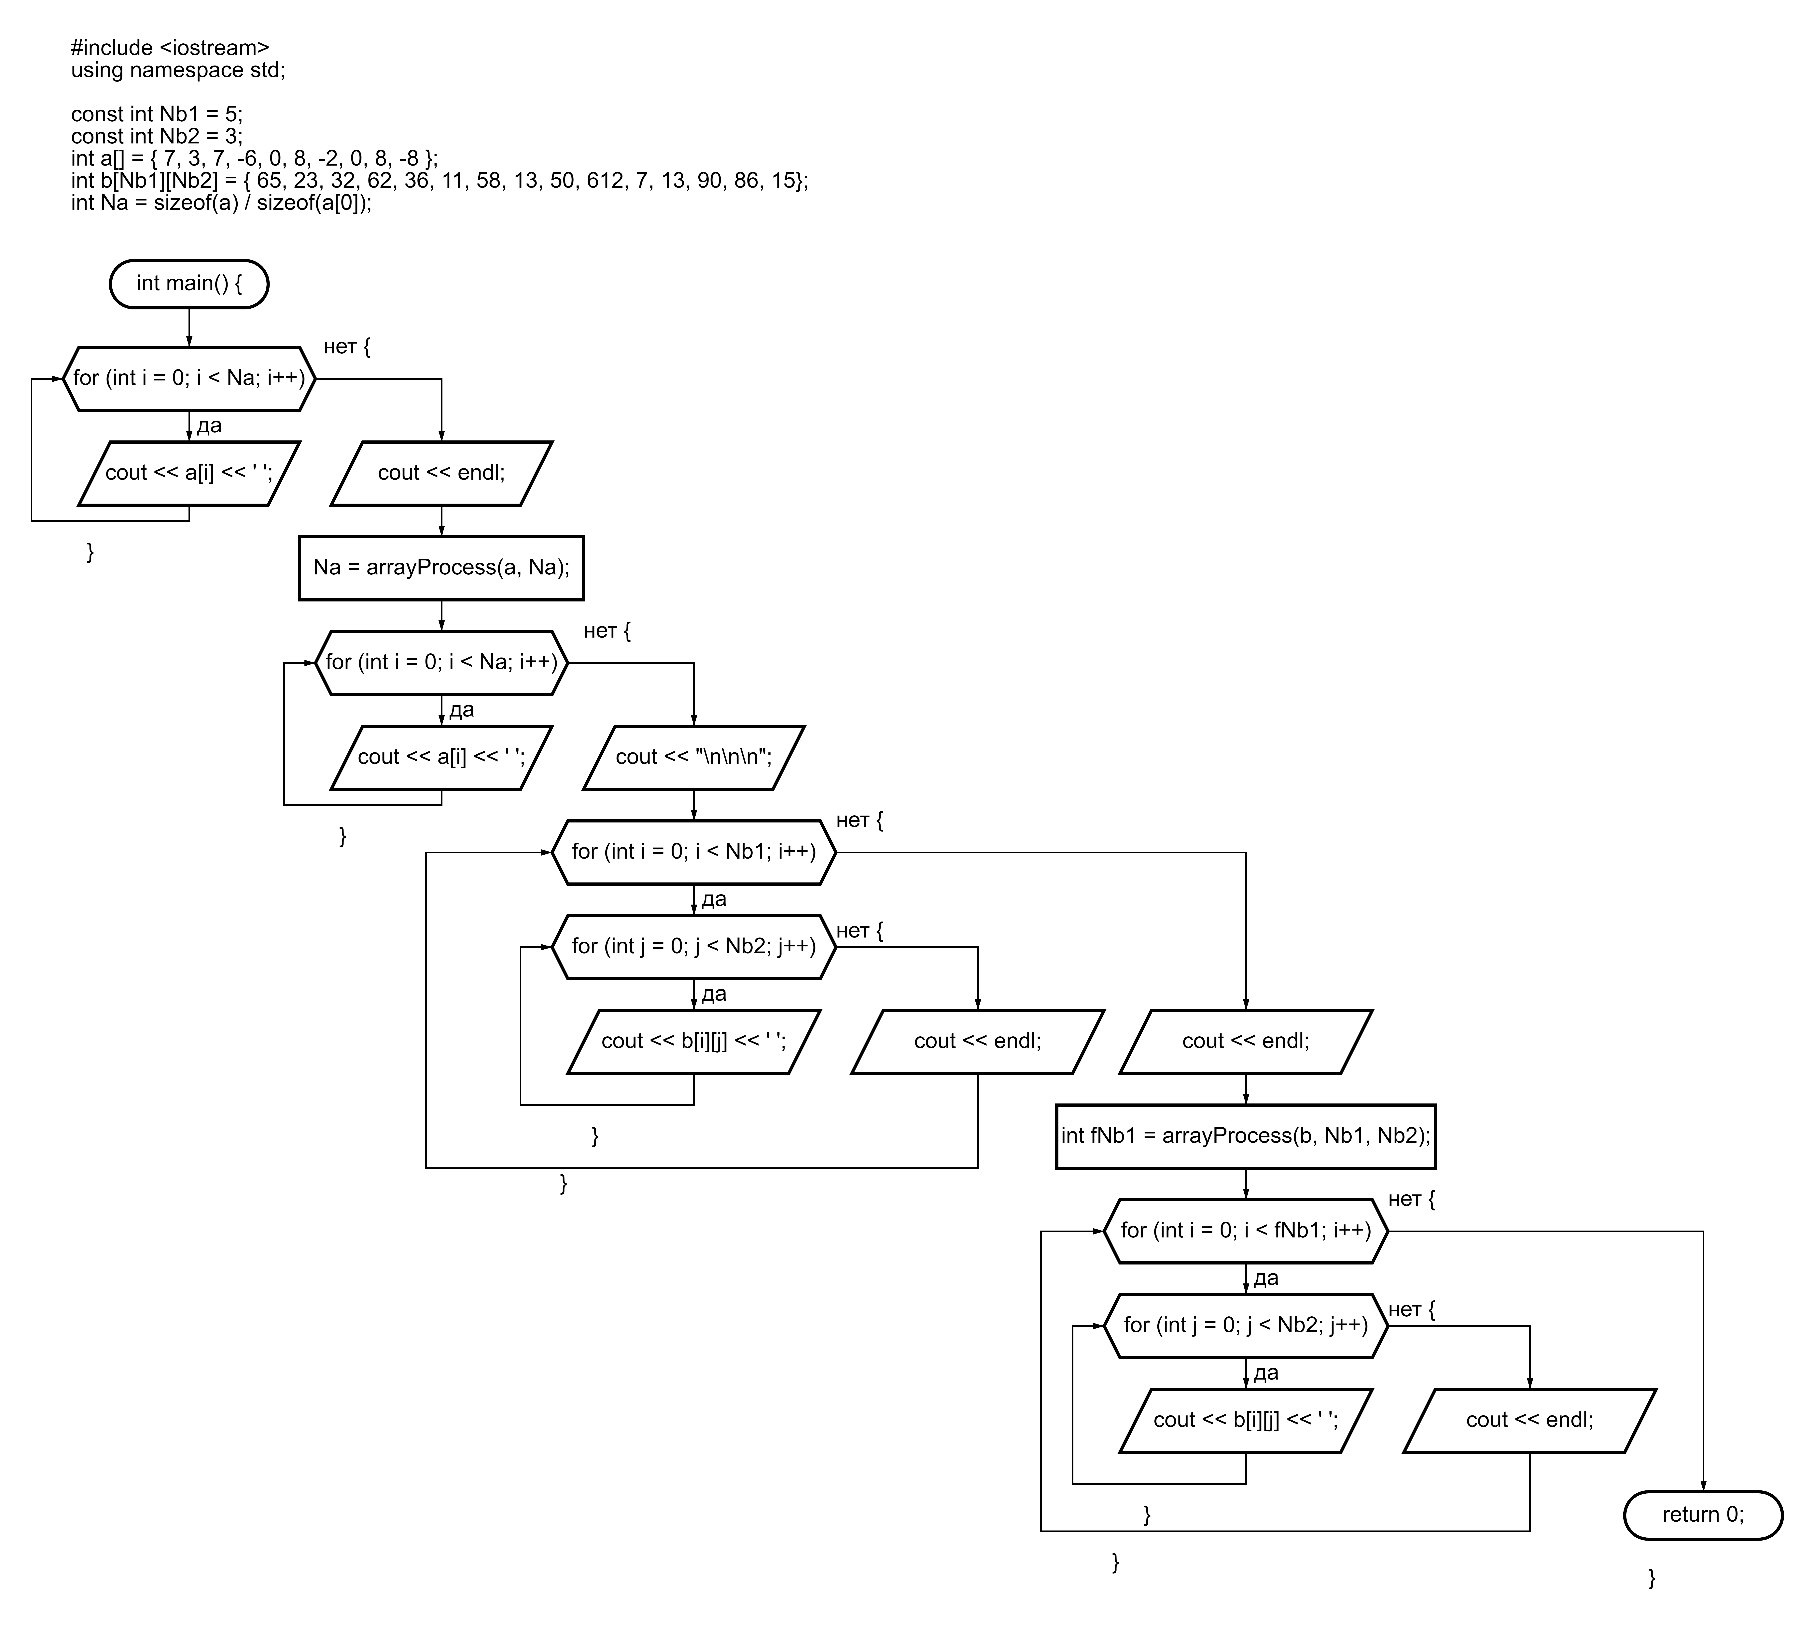 #include <iostream>
using namespace std;
const int Nb1 = 5;
const int Nb2 = 3;
int a[] = { 7, 3, 7, -6, 0, 8, -2, 0, 8, -8 };
int b[Nb1][Nb2] = { 65, 23, 32, 62, 36, 11, 58, 13, 50, 612, 7, 13, 90, 86, 15};
int Na = sizeof(a) / sizeof(a[0]);
int main() {
нет {
for (int i = 0; i < Na; i++)
да
cout << a[i] << ' ';
cout << endl;
}
Na = arrayProcess(a, Na);
нет {
for (int i = 0; i < Na; i++)
да
cout << a[i] << ' ';
cout << "\n\n\n";
}
нет {
for (int i = 0; i < Nb1; i++)
да
нет {
for (int j = 0; j < Nb2; j++)
да
cout << b[i][j] << ' ';
cout << endl;
cout << endl;
}
int fNb1 = arrayProcess(b, Nb1, Nb2);
}
нет {
for (int i = 0; i < fNb1; i++)
да
нет {
for (int j = 0; j < Nb2; j++)
да
cout << b[i][j] << ' ';
cout << endl;
}
return 0;
}
}